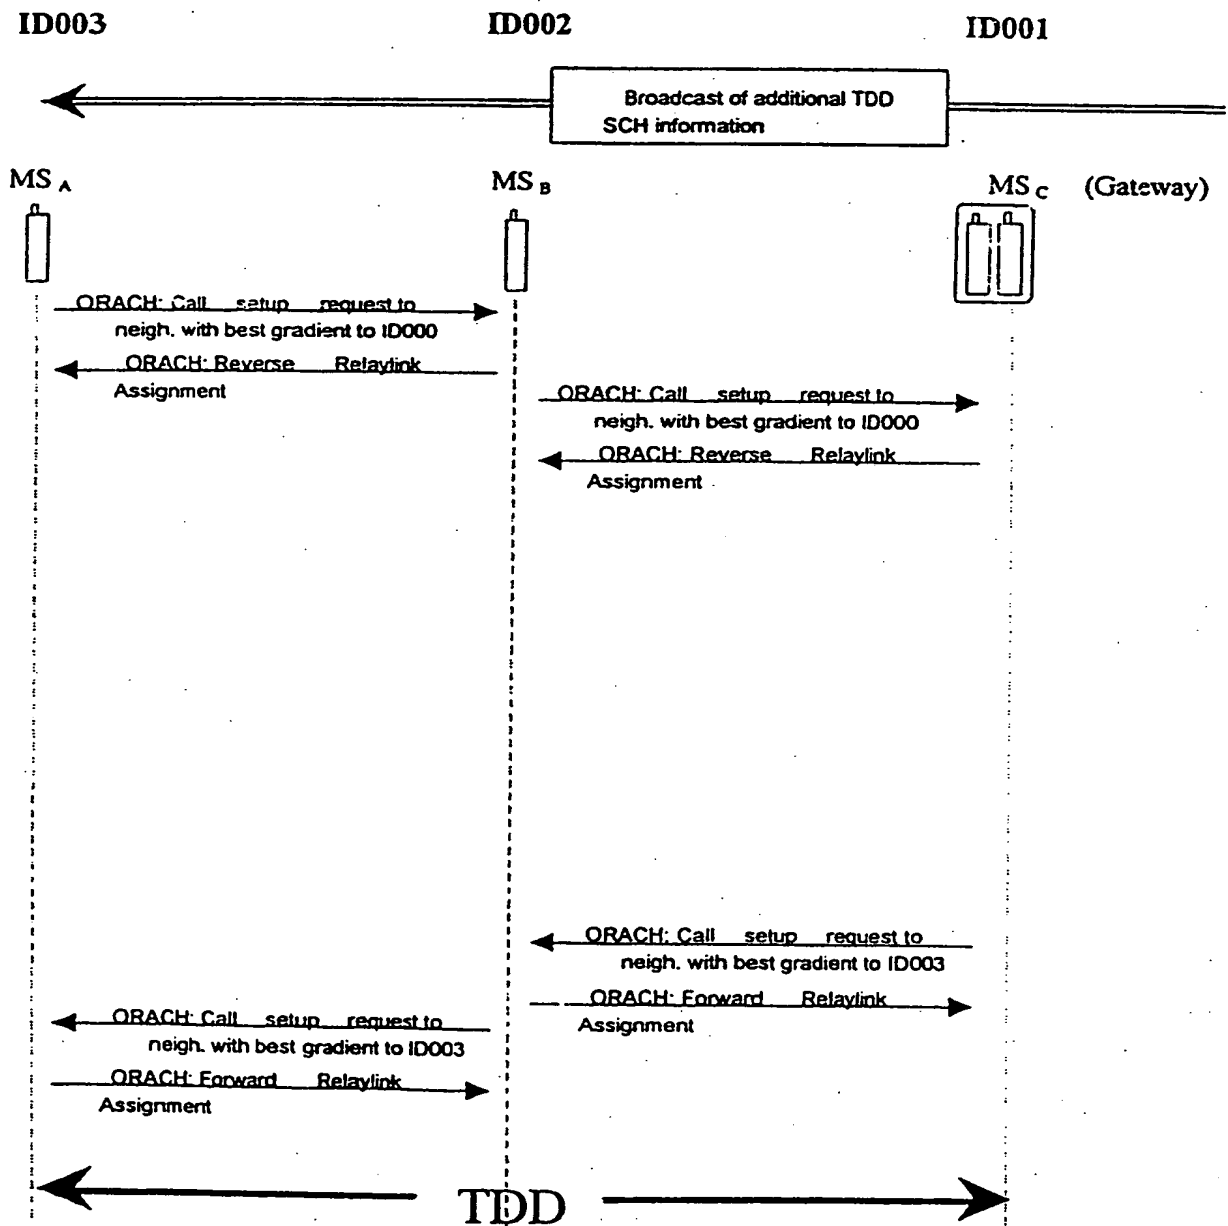 ID003 ID002 ID001
Broadcast of additional TDD
SCH information
MS A MS B MS C (Gateway)
ORACH: Call setup request to
neigh. with best gradient to ID000
ORACH: Reverse Relaylink
Assignment
ORACH: Call setup request to
neigh. with best gradient to ID000
ORACH: Reverse Relaylink
Assignment
ORACH: Call setup request to
neigh. with best gradient to ID003
ORACH: Forward Relaylink
Assignment
ORACH: Call setup request to
neigh. with best gradient to ID003
ORACH: Forward Relaylink
Assignment
TDD